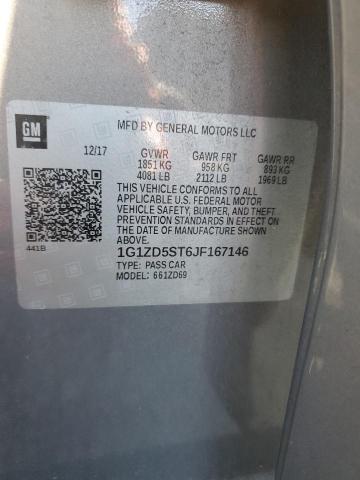 GM
MFD BY GENERAL MOTORS LLC
12/17 GVWR GAWR FRT GAWR RR
1851 KG 958 KG 893 KG
4081 LB 2112 LB 1969 LB
THIS VEHICLE CONFORMS TO ALL
APPLICABLE U.S. FEDERAL MOTOR
VEHICLE SAFETY, BUMPER, AND THEFT
PREVENTION STANDARDS IN EFFECT ON
THE DATE OF MANUFACTURE SHOWN
ABOVE.
441B 1G1ZD5ST6JF167146
TYPE: PASS CAR
MODEL: 661ZD69